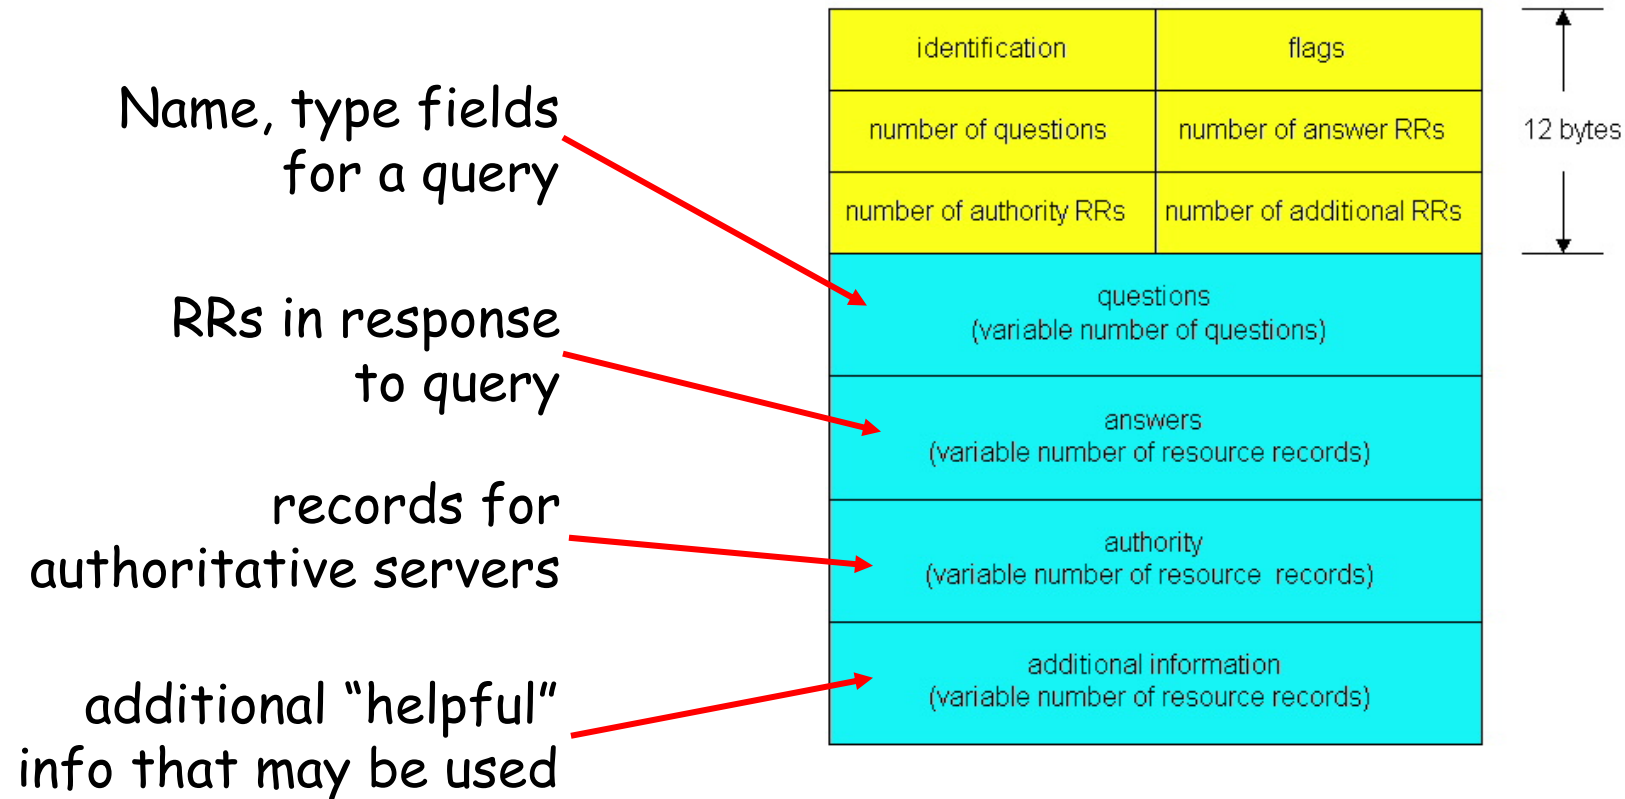 Name, type fields
for a query
RRs in response
to query
records for
authoritative servers
additional “helpful”
info that may be used
identification
flags
number of questions
number of answer RRs
number of authority RRs
number of additional RRs
12 bytes
questions
(variable number of questions)
answers
(variable number of resource records)
authority
(variable number of resource records)
additional information
(variable number of resource records)